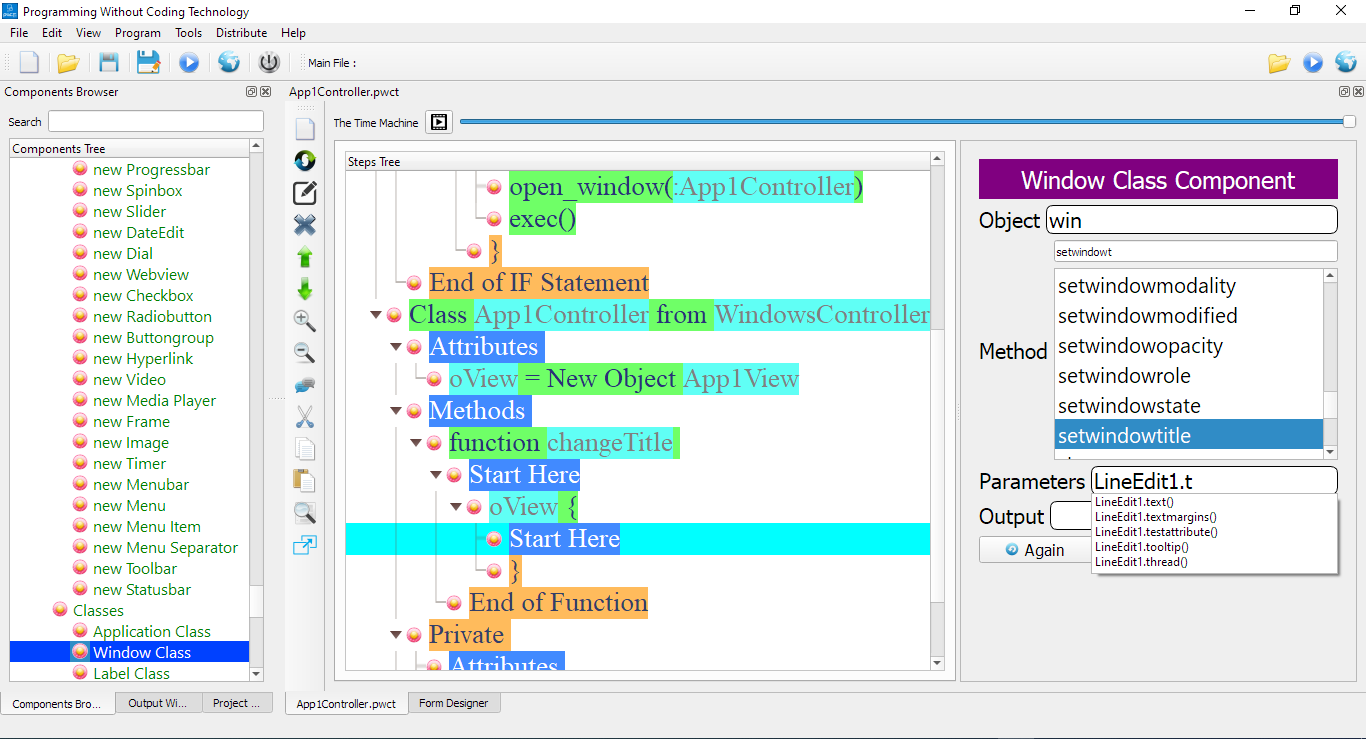 Programming Without Coding Technology
File Edit View Program Tools Distribute Help
Main File :
Components Browser
Search
Components Tree
new Progressbar
new Spinbox
new Slider
new DateEdit
new Dial
new Webview
new Checkbox
new Radiobutton
new Buttongroup
new Hyperlink
new Video
new Media Player
new Frame
new Image
new Timer
new Menubar
new Menu
new Menu Item
new Menu Separator
new Toolbar
new Statusbar
Classes
Application Class
Window Class
Label Class
Components Bro...
Output Wi...
Project ...
App1Controller.pwct
The Time Machine
Steps Tree
open_window(:App1Controller)
exec()
}
End of IF Statement
Class App1Controller from WindowsController
Attributes
oView = New Object App1View
Methods
function changeTitle
Start Here
oView {
Start Here
}
End of Function
Private
Attributes
App1Controller.pwct
Form Designer
Window Class Component
Object win
setwindowt
Method
setwindowmodality
setwindowmodified
setwindowopacity
setwindowrole
setwindowstate
setwindowtitle
Parameters LineEdit1.t
LineEdit1.text()
LineEdit1.textmargins()
LineEdit1.testattribute()
LineEdit1.tooltip()
LineEdit1.thread()
Output
Again